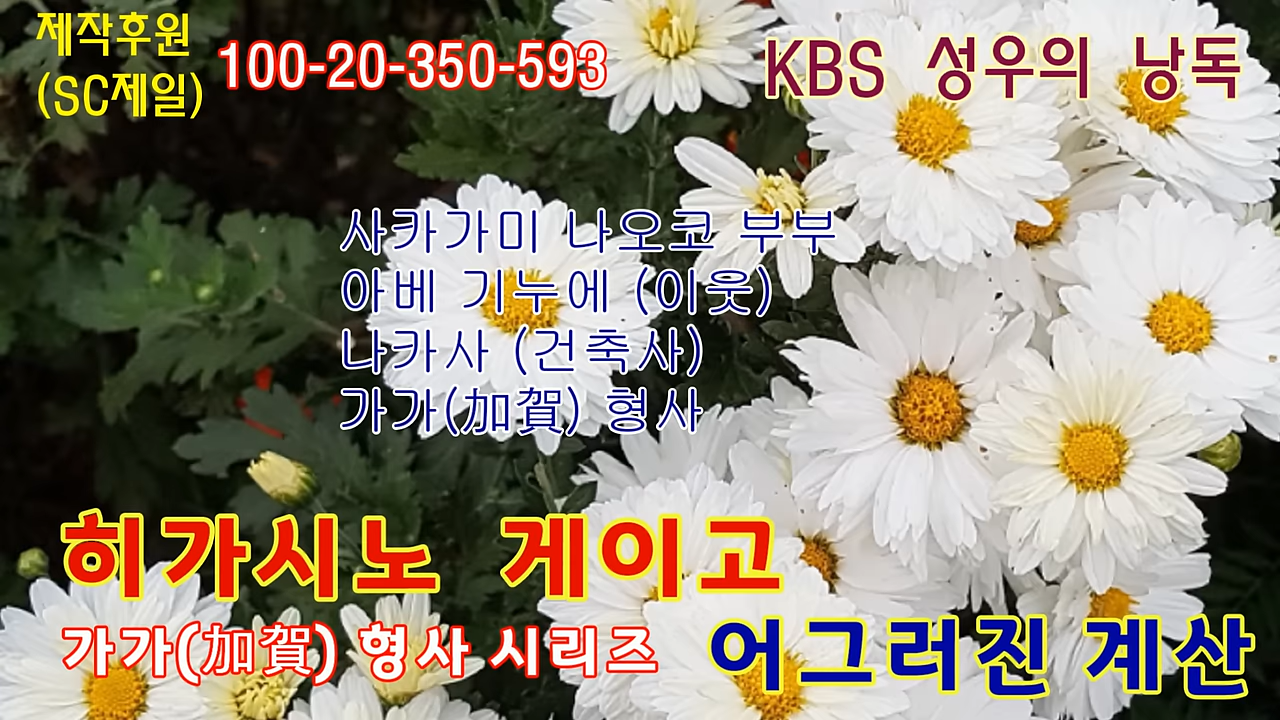 제작후원
(SC제일)
100-20-350-593
KBS 성우의 낭독
사카가미 나오코 부부
아베 기누에 (이웃)
나카사 (건축사)
가가(加賀) 형사
히가시노 게이고
가가(加賀) 형사 시리즈
어그러진 계산